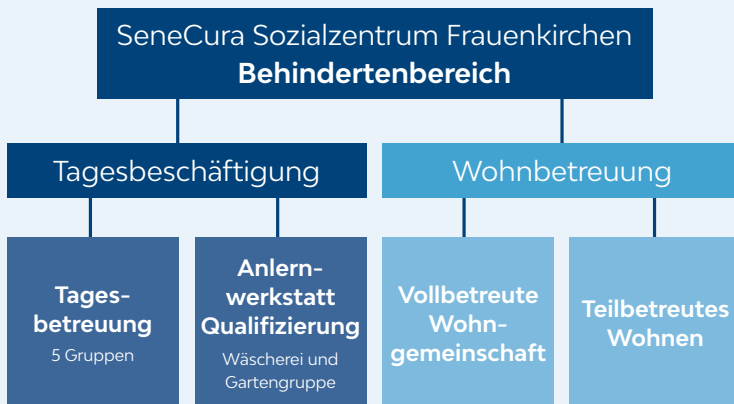 SeneCura Sozialzentrum Frauenkirchen
Behindertenbereich
Tagesbeschäftigung
Wohnbetreuung
Tages-
betreuung
5 Gruppen
Anlern-
werkstatt
Qualifizierung
Wäscherei und
Gartengruppe
Vollbetreute
Wohn-
gemeinschaft
Teilbetreutes
Wohnen